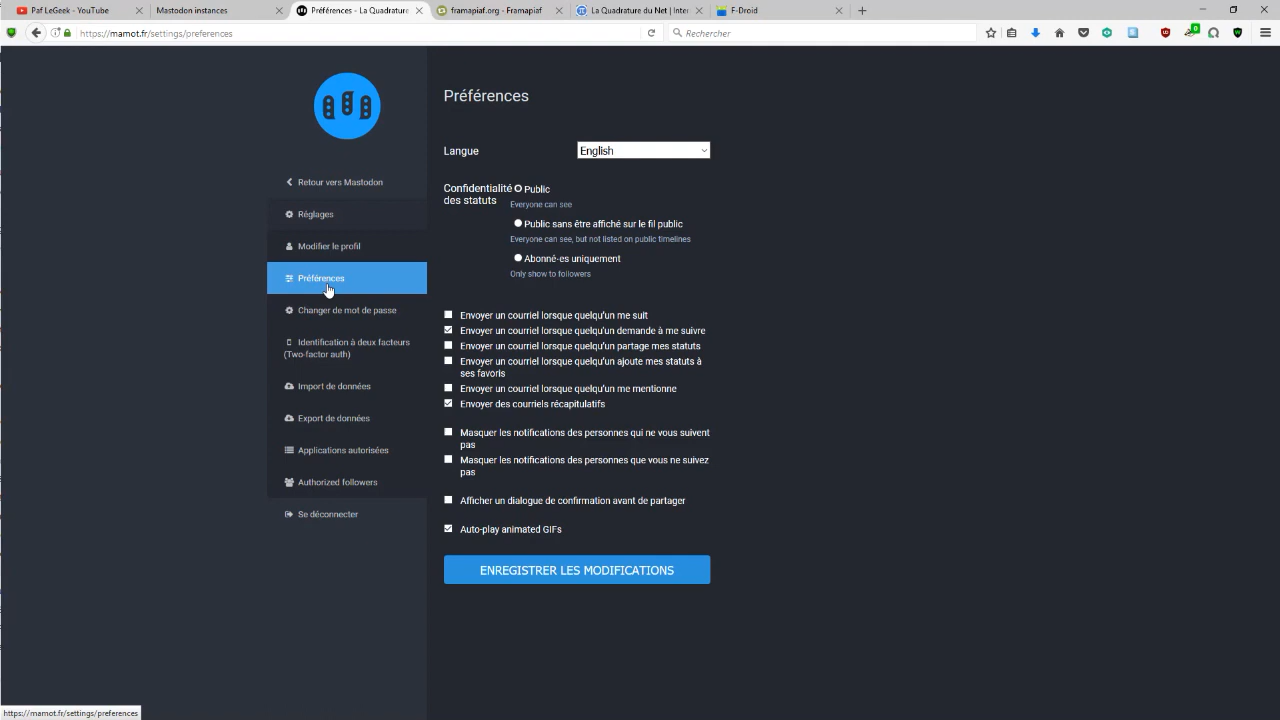 Paf LeGeek - YouTube
Mastodon instances
Préférences - La Quadrature
framapiaf.org - Framapiaf
La Quadrature du Net | Inter
F-Droid
https://mamot.fr/settings/preferences
Rechercher
0
Retour vers Mastodon
Réglages
Modifier le profil
Préférences
Changer de mot de passe
Identification à deux facteurs
(Two-factor auth)
Import de données
Export de données
Applications autorisées
Authorized followers
Se déconnecter
Préférences
Langue
English
Confidentialité
des statuts
Public
Everyone can see
Public sans être affiché sur le fil public
Everyone can see, but not listed on public timelines
Abonné-es uniquement
Only show to followers
Envoyer un courriel lorsque quelqu'un me suit
Envoyer un courriel lorsque quelqu'un demande à me suivre
Envoyer un courriel lorsque quelqu'un partage mes statuts
Envoyer un courriel lorsque quelqu'un ajoute mes statuts à
ses favoris
Envoyer un courriel lorsque quelqu'un me mentionne
Envoyer des courriels récapitulatifs
Masquer les notifications des personnes qui ne vous suivent
pas
Masquer les notifications des personnes que vous ne suivez
pas
Afficher un dialogue de confirmation avant de partager
Auto-play animated GIFs
ENREGISTRER LES MODIFICATIONS
https://mamot.fr/settings/preferences